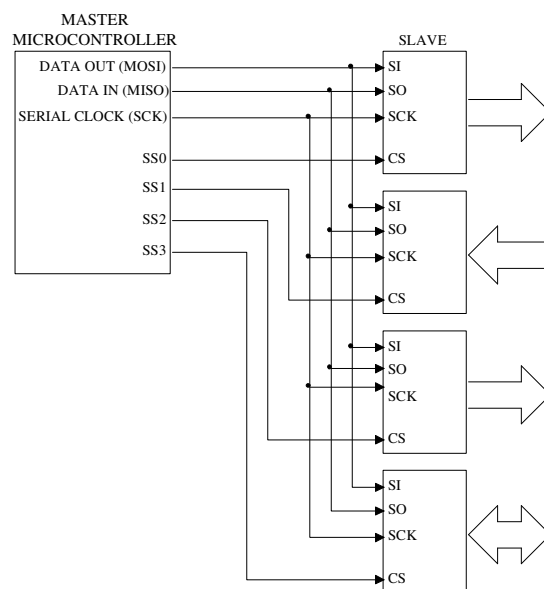 MASTER
MICROCONTROLLER
SLAVE
DATA OUT (MOSI)
DATA IN (MISO)
SERIAL CLOCK (SCK)
SS0
SS1
SS2
SS3
SI
SO
SCK
CS
SI
SO
SCK
CS
SI
SO
SCK
CS
SI
SO
SCK
CS